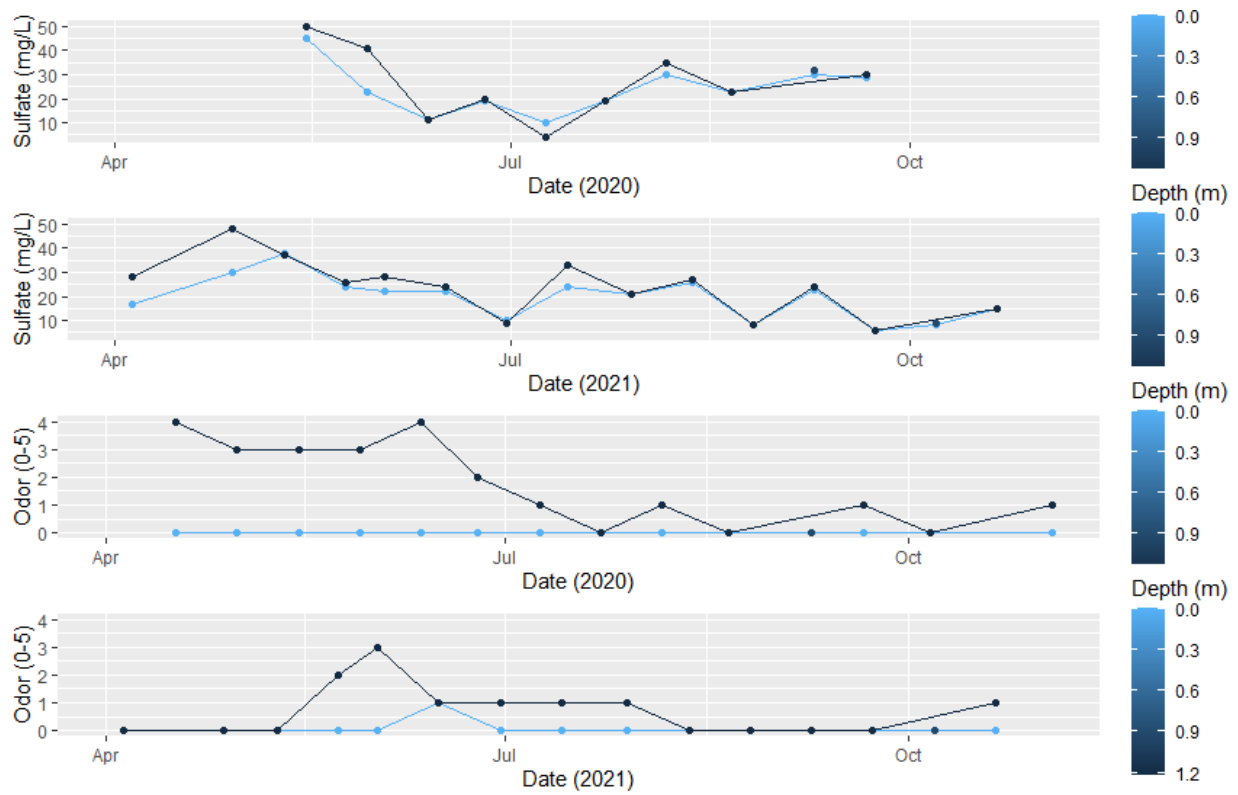 Sulfate (mg/L)
50
40
30
20
10
Apr Jul Oct
Date (2020)
0.0
0.3
0.6
0.9
Sulfate (mg/L)
50
40
30
20
10
Apr Jul Oct
Date (2021)
Depth (m)
0.0
0.3
0.6
0.9
Odor (0-5)
4
3
2
1
0
Apr Jul Oct
Date (2020)
Depth (m)
0.0
0.3
0.6
0.9
Odor (0-5)
4
3
2
1
0
Apr Jul Oct
Date (2021)
Depth (m)
0.0
0.3
0.6
0.9
1.2